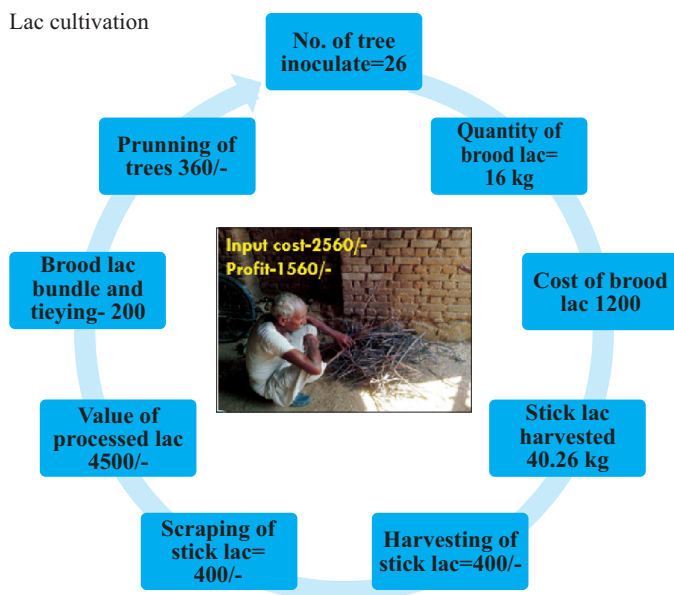 Lac cultivation
No. of tree
inoculate=26
Quantity of
brood lac=
16 kg
Cost of brood
lac 1200
Stick lac
harvested
40.26 kg
Harvesting of
stick lac=400/-
Scraping of
stick lac=
400/-
Value of
processed lac
4500/-
Brood lac
bundle and
tieying- 200
Prunning of
trees 360/-
Input cost-2560/-
Profit-1560/-